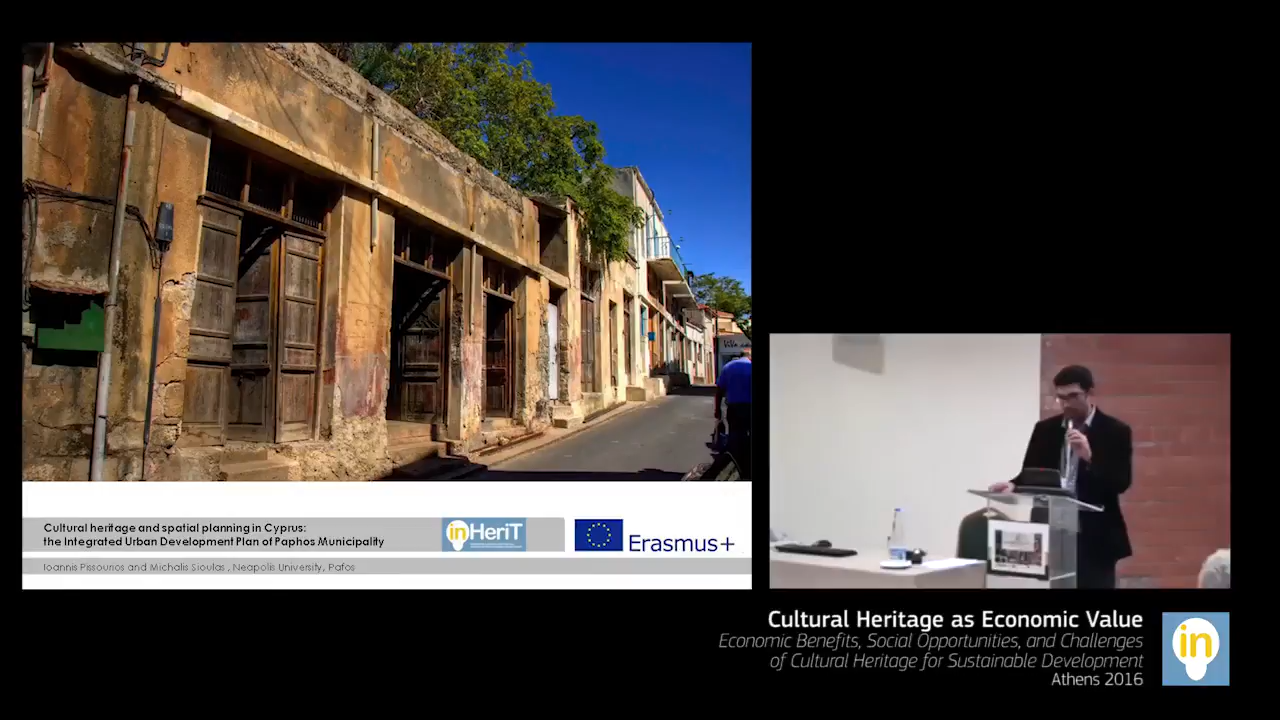 Cultural heritage and spatial planning in Cyprus:
the Integrated Urban Development Plan of Paphos Municipality
inHeriT
Erasmus+
Ioannis Pissourios and Michalis Sioulas , Neapolis University, Pafos
Cultural Heritage as Economic Value
Economic Benefits, Social Opportunities, and Challenges
of Cultural Heritage for Sustainable Development
Athens 2016
in